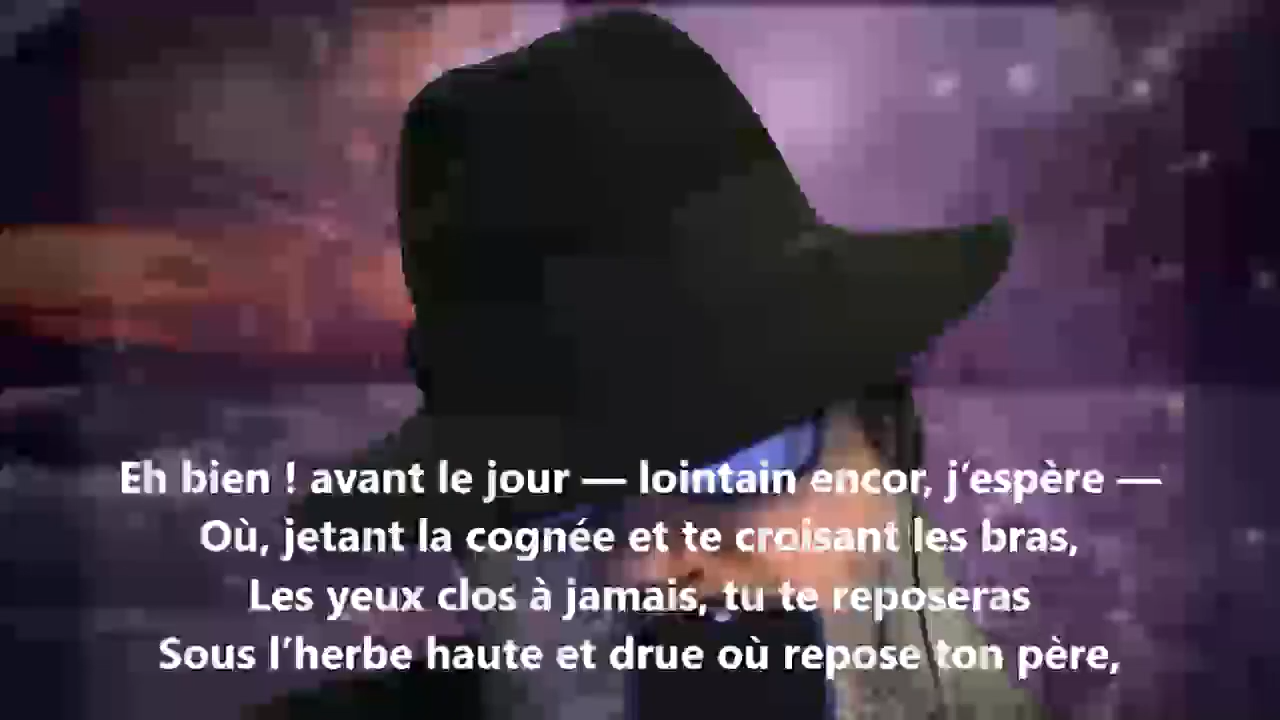 Eh bien ! avant le jour — lointain encor, j’espère —
Où, jetant la cognée et te croisant les bras,
Les yeux clos à jamais, tu te reposeras
Sous l’herbe haute et drue où repose ton père,